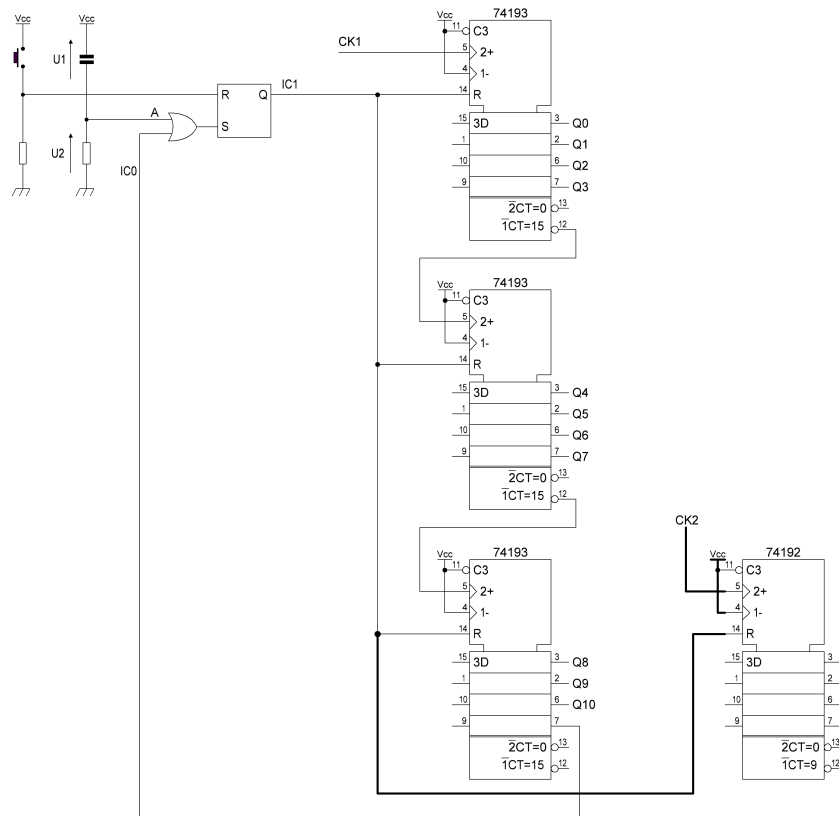 Vcc
Vcc
U1
A
U2
IC0
R
Q
S
IC1
CK1
Vcc
74193
11
C3
5
2+
4
1-
14
R
15
3D
3
Q0
1
2
Q1
10
6
Q2
9
7
Q3
2CT=0
13
1CT=15
12
Vcc
74193
11
C3
5
2+
4
1-
14
R
15
3D
3
Q4
1
2
Q5
10
6
Q6
9
7
Q7
2CT=0
13
1CT=15
12
Vcc
74193
11
C3
5
2+
4
1-
14
R
15
3D
3
Q8
1
2
Q9
10
6
Q10
9
7
2CT=0
13
1CT=15
12
CK2
Vcc
74192
11
C3
5
2+
4
1-
14
R
15
3D
3
1
2
10
6
9
7
2CT=0
13
1CT=9
12